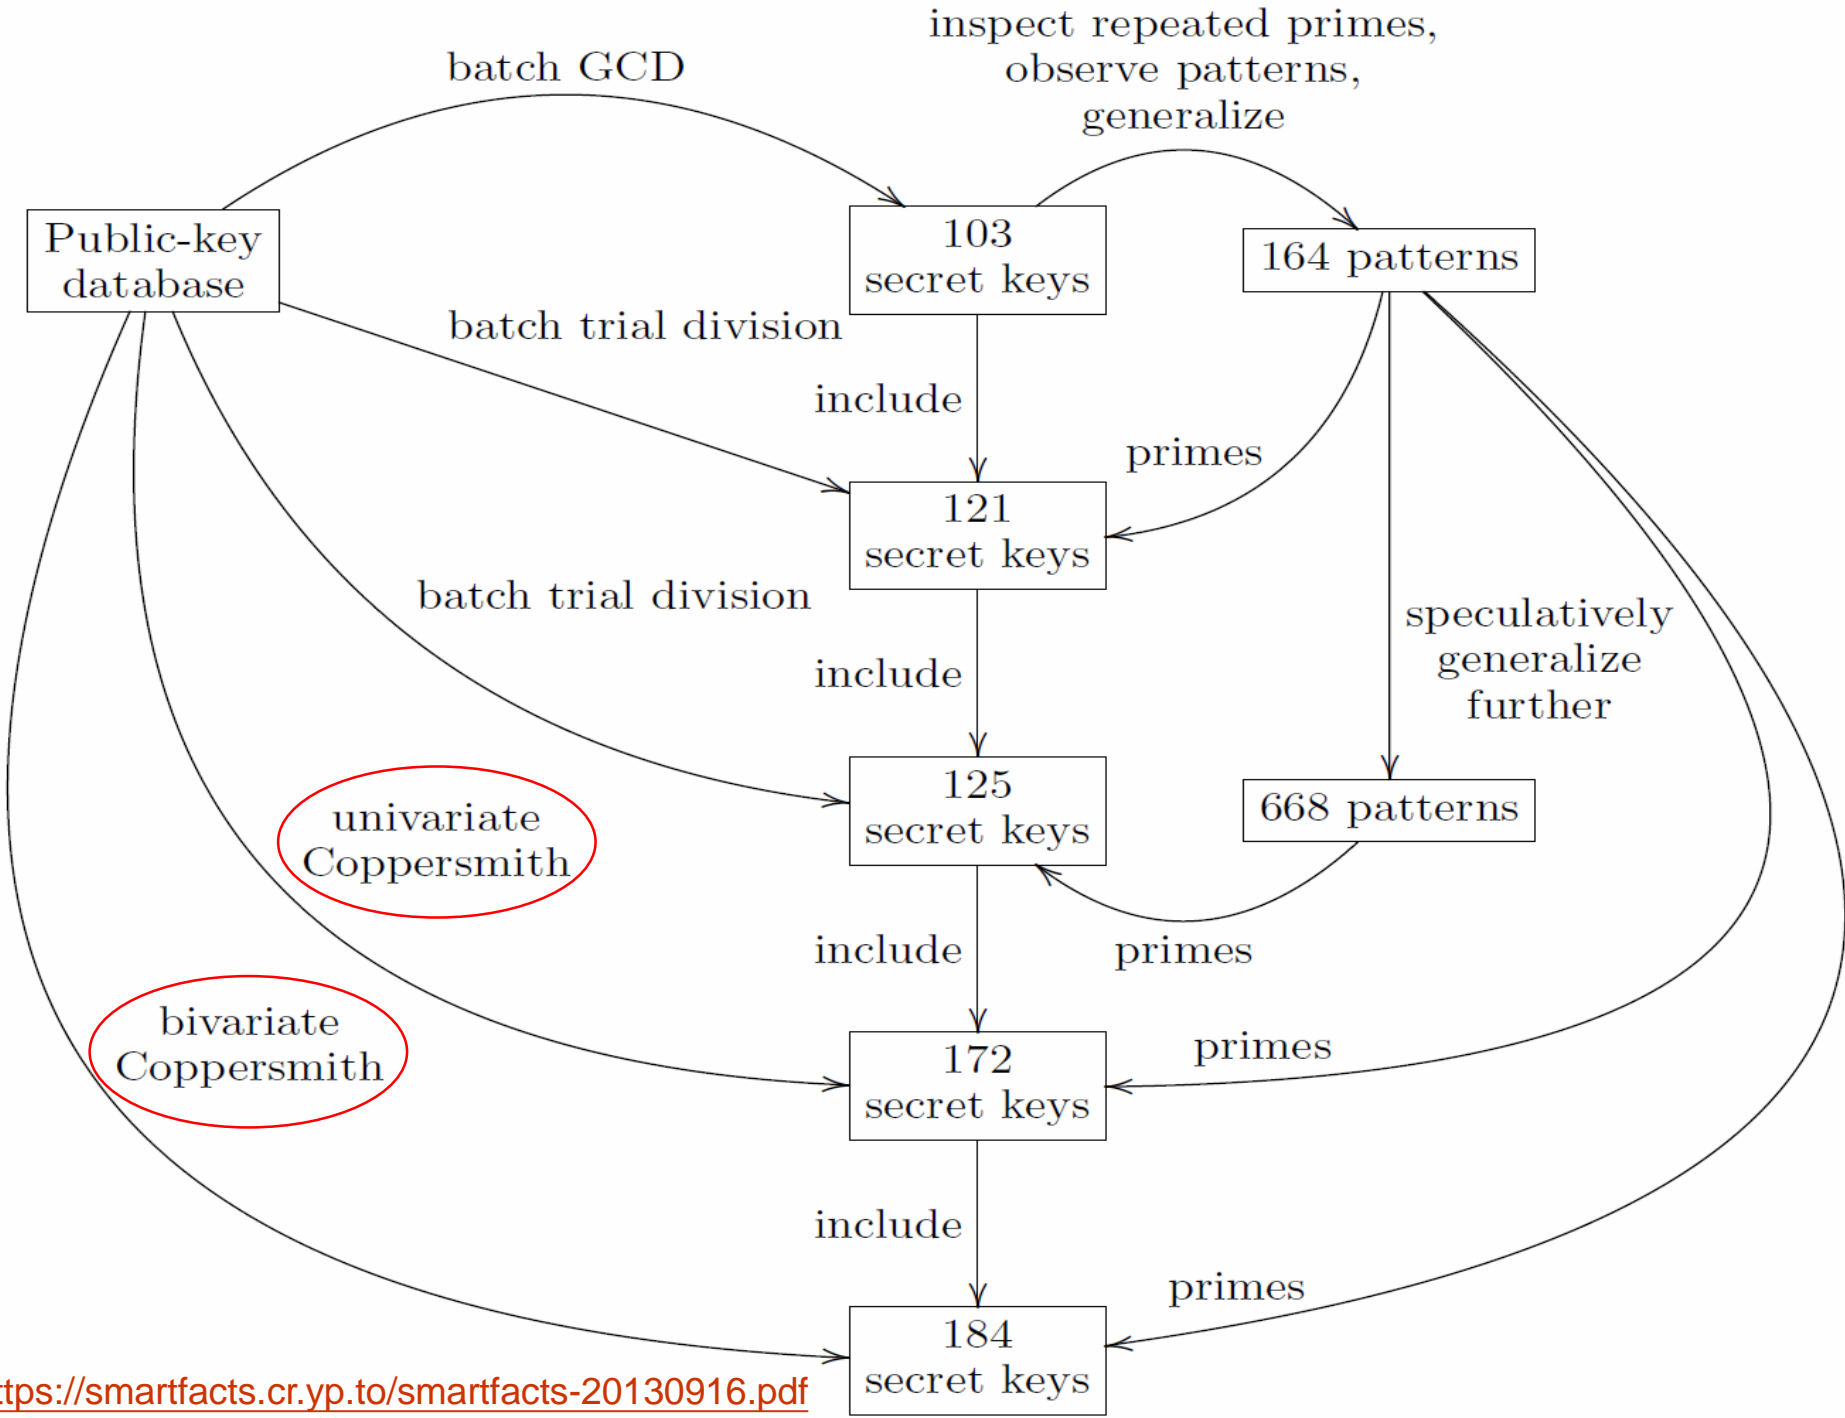 inspect repeated primes,
observe patterns,
generalize
batch GCD
Public-key
database
103
secret keys
164 patterns
batch trial division
include
primes
121
secret keys
batch trial division
include
speculatively
generalize
further
125
secret keys
668 patterns
univariate
Coppersmith
include
primes
bivariate
Coppersmith
172
secret keys
primes
include
primes
184
secret keys
ttps://smartfacts.cr.yp.to/smartfacts-20130916.pdf